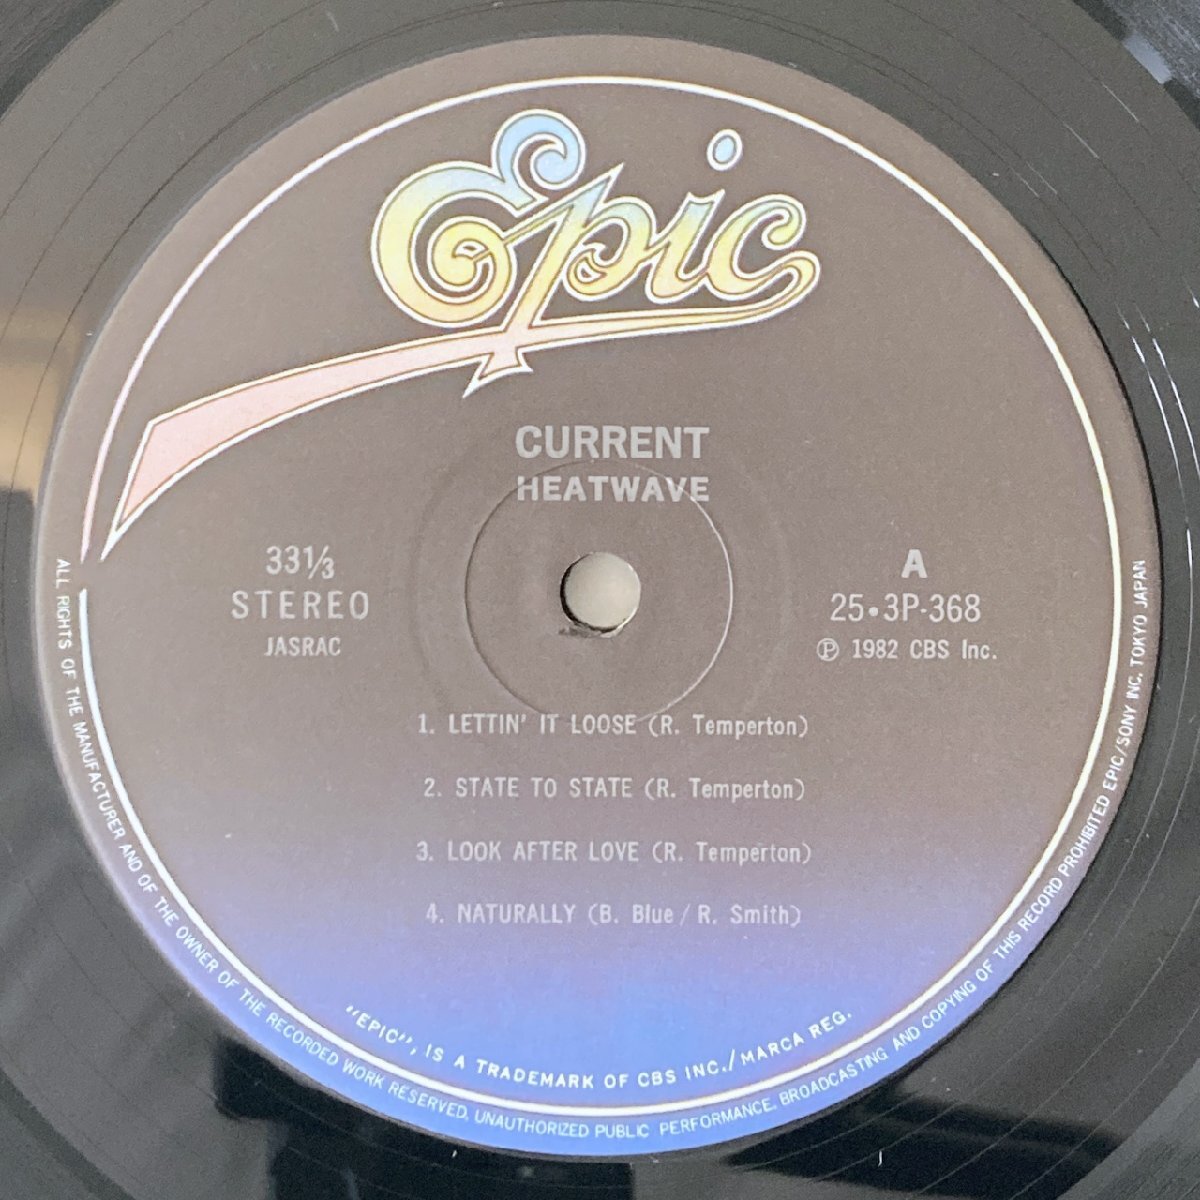 Epic
CURRENT
HEATWAVE
33⅓
STEREO
JASRAC
A
25•3P-368
℗ 1982 CBS Inc.
1. LETTIN' IT LOOSE (R. Temperton)
2. STATE TO STATE (R. Temperton)
3. LOOK AFTER LOVE (R. Temperton)
4. NATURALLY (B. Blue / R. Smith)
"EPIC", IS A TRADEMARK OF CBS INC./MARCA REG.
ALL RIGHTS OF THE MANUFACTURER AND OF THE OWNER OF THE RECORDED WORK RESERVED. UNAUTHORIZED PUBLIC PERFORMANCE, BROADCASTING AND COPYING OF THIS RECORD PROHIBITED EPIC/SONY INC. TOKYO JAPAN